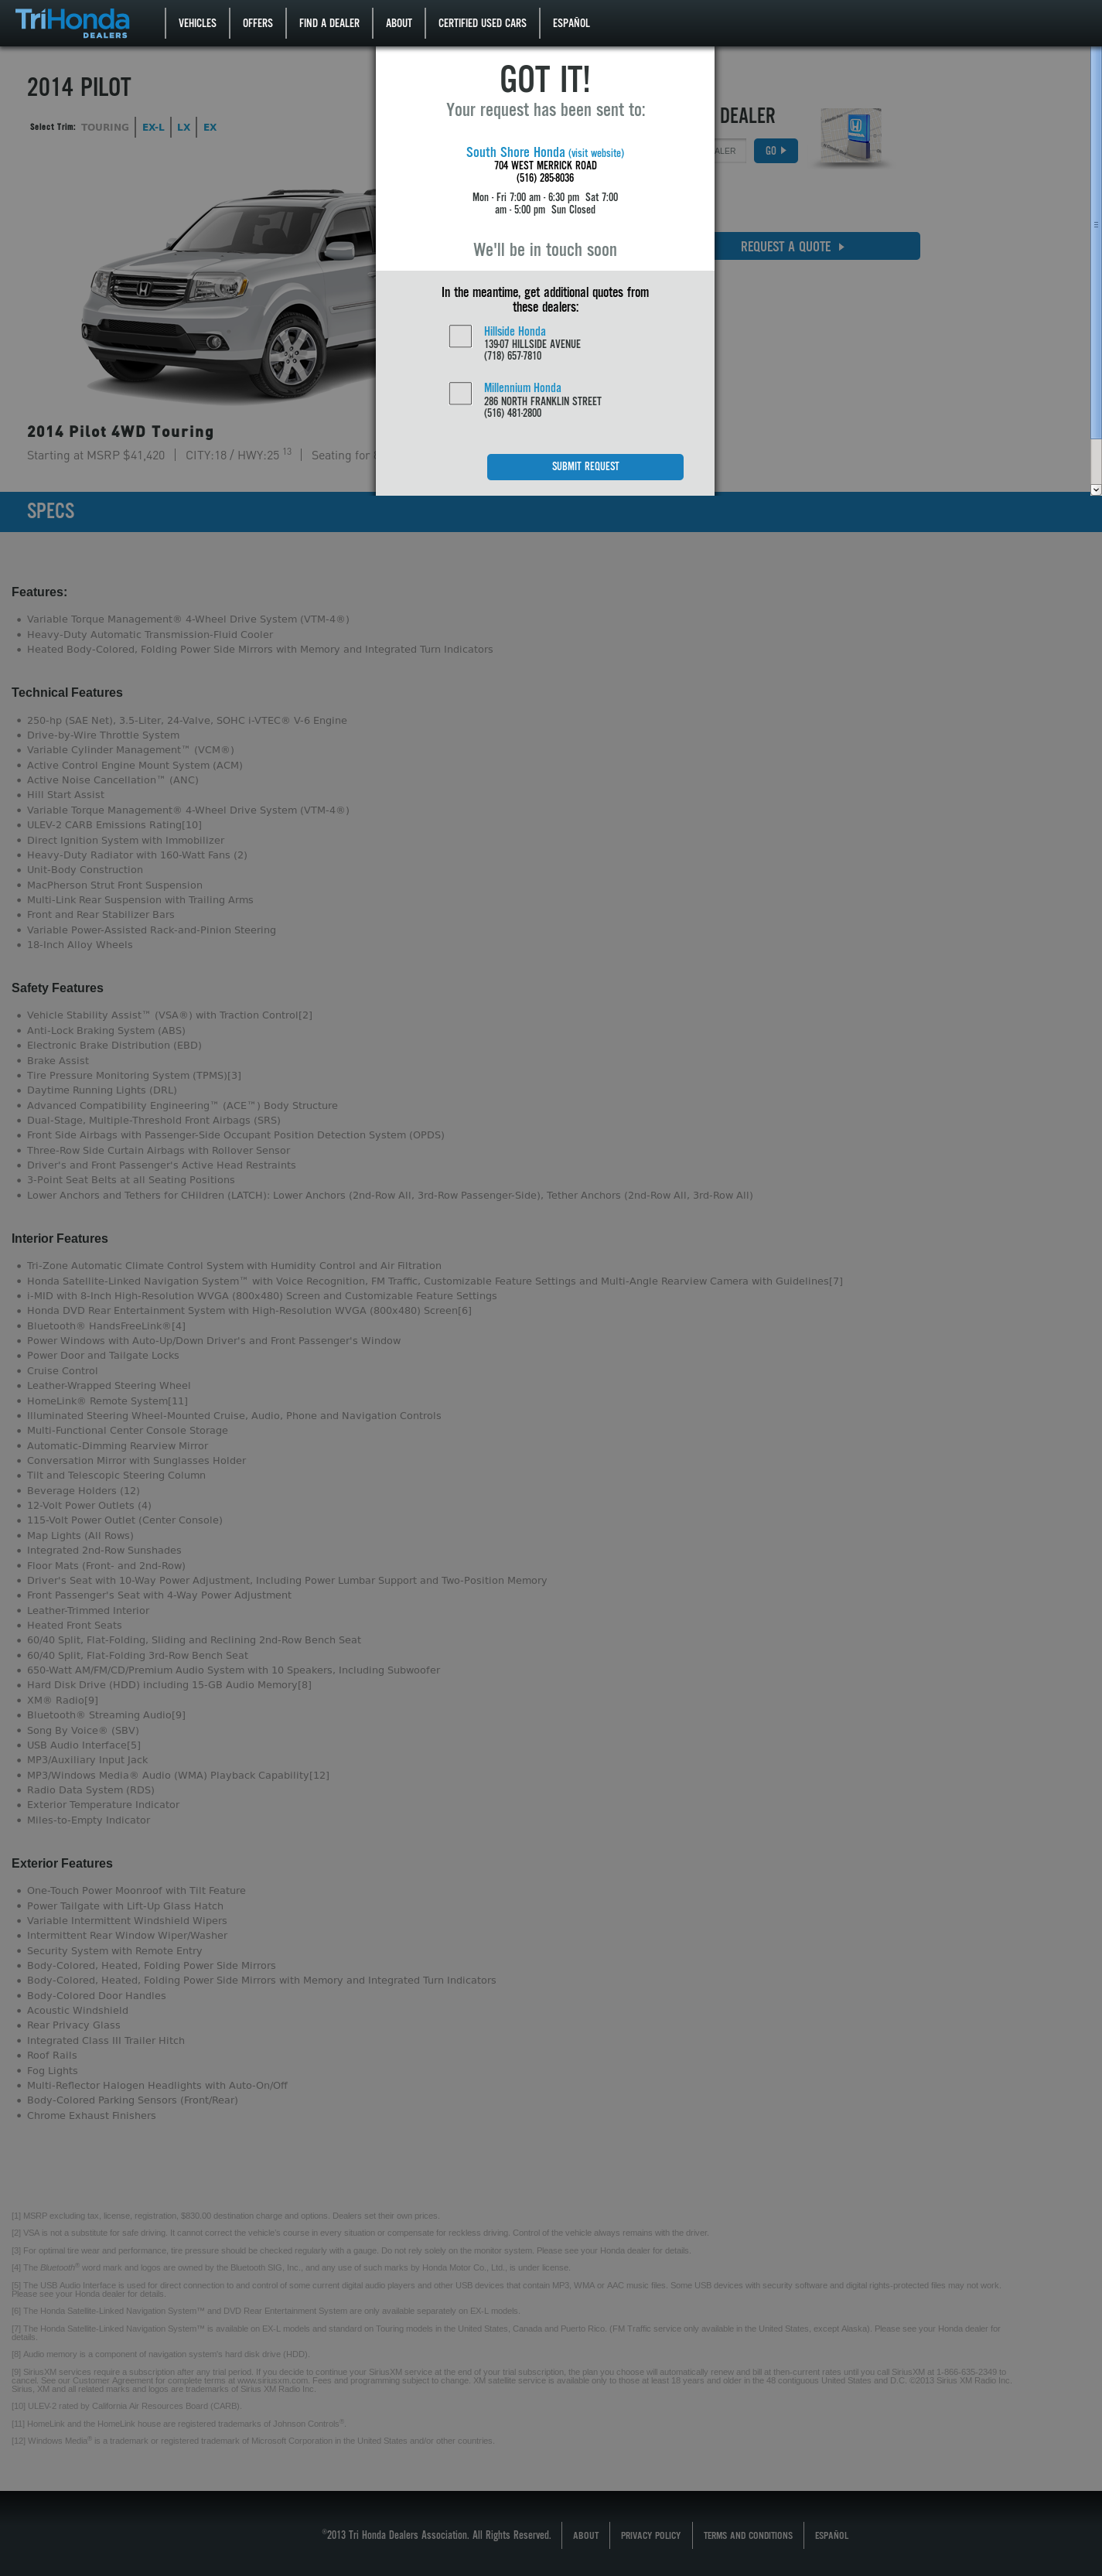 TriHonda
DEALERS
VEHICLES
OFFERS
FIND A DEALER
ABOUT
CERTIFIED USED CARS
ESPAÑOL
2014 PILOT
Select Trim: TOURING EX-L LX EX
GOT IT!
Your request has been sent to:
South Shore Honda (visit website)
704 WEST MERRICK ROAD
(516) 285-8036
Mon - Fri 7:00 am - 6:30 pm Sat 7:00
am - 5:00 pm Sun Closed
We'll be in touch soon
In the meantime, get additional quotes from
these dealers:
Hillside Honda
139-07 HILLSIDE AVENUE
(718) 657-7810
Millennium Honda
286 NORTH FRANKLIN STREET
(516) 481-2800
SUBMIT REQUEST
DEALER
ALER
GO
REQUEST A QUOTE
2014 Pilot 4WD Touring
Starting at MSRP $41,420 CITY:18 / HWY:25 13 Seating for
SPECS
Features:
Variable Torque Management® 4-Wheel Drive System (VTM-4®)
Heavy-Duty Automatic Transmission-Fluid Cooler
Heated Body-Colored, Folding Power Side Mirrors with Memory and Integrated Turn Indicators
Technical Features
250-hp (SAE Net), 3.5-Liter, 24-Valve, SOHC i-VTEC® V-6 Engine
Drive-by-Wire Throttle System
Variable Cylinder Management™ (VCM®)
Active Control Engine Mount System (ACM)
Active Noise Cancellation™ (ANC)
Hill Start Assist
Variable Torque Management® 4-Wheel Drive System (VTM-4®)
ULEV-2 CARB Emissions Rating[10]
Direct Ignition System with Immobilizer
Heavy-Duty Radiator with 160-Watt Fans (2)
Unit-Body Construction
MacPherson Strut Front Suspension
Multi-Link Rear Suspension with Trailing Arms
Front and Rear Stabilizer Bars
Variable Power-Assisted Rack-and-Pinion Steering
18-Inch Alloy Wheels
Safety Features
Vehicle Stability Assist™ (VSA®) with Traction Control[2]
Anti-Lock Braking System (ABS)
Electronic Brake Distribution (EBD)
Brake Assist
Tire Pressure Monitoring System (TPMS)[3]
Daytime Running Lights (DRL)
Advanced Compatibility Engineering™ (ACE™) Body Structure
Dual-Stage, Multiple-Threshold Front Airbags (SRS)
Front Side Airbags with Passenger-Side Occupant Position Detection System (OPDS)
Three-Row Side Curtain Airbags with Rollover Sensor
Driver's and Front Passenger's Active Head Restraints
3-Point Seat Belts at all Seating Positions
Lower Anchors and Tethers for CHildren (LATCH): Lower Anchors (2nd-Row All, 3rd-Row Passenger-Side), Tether Anchors (2nd-Row All, 3rd-Row All)
Interior Features
Tri-Zone Automatic Climate Control System with Humidity Control and Air Filtration
Honda Satellite-Linked Navigation System™ with Voice Recognition, FM Traffic, Customizable Feature Settings and Multi-Angle Rearview Camera with Guidelines[7]
i-MID with 8-Inch High-Resolution WVGA (800x480) Screen and Customizable Feature Settings
Honda DVD Rear Entertainment System with High-Resolution WVGA (800x480) Screen[6]
Bluetooth® HandsFreeLink®[4]
Power Windows with Auto-Up/Down Driver's and Front Passenger's Window
Power Door and Tailgate Locks
Cruise Control
Leather-Wrapped Steering Wheel
HomeLink® Remote System[11]
Illuminated Steering Wheel-Mounted Cruise, Audio, Phone and Navigation Controls
Multi-Functional Center Console Storage
Automatic-Dimming Rearview Mirror
Conversation Mirror with Sunglasses Holder
Tilt and Telescopic Steering Column
Beverage Holders (12)
12-Volt Power Outlets (4)
115-Volt Power Outlet (Center Console)
Map Lights (All Rows)
Integrated 2nd-Row Sunshades
Floor Mats (Front- and 2nd-Row)
Driver's Seat with 10-Way Power Adjustment, Including Power Lumbar Support and Two-Position Memory
Front Passenger's Seat with 4-Way Power Adjustment
Leather-Trimmed Interior
Heated Front Seats
60/40 Split, Flat-Folding, Sliding and Reclining 2nd-Row Bench Seat
60/40 Split, Flat-Folding 3rd-Row Bench Seat
650-Watt AM/FM/CD/Premium Audio System with 10 Speakers, Including Subwoofer
Hard Disk Drive (HDD) including 15-GB Audio Memory[8]
XM® Radio[9]
Bluetooth® Streaming Audio[9]
Song By Voice® (SBV)
USB Audio Interface[5]
MP3/Auxiliary Input Jack
MP3/Windows Media® Audio (WMA) Playback Capability[12]
Radio Data System (RDS)
Exterior Temperature Indicator
Miles-to-Empty Indicator
Exterior Features
One-Touch Power Moonroof with Tilt Feature
Power Tailgate with Lift-Up Glass Hatch
Variable Intermittent Windshield Wipers
Intermittent Rear Window Wiper/Washer
Security System with Remote Entry
Body-Colored, Heated, Folding Power Side Mirrors
Body-Colored, Heated, Folding Power Side Mirrors with Memory and Integrated Turn Indicators
Body-Colored Door Handles
Acoustic Windshield
Rear Privacy Glass
Integrated Class III Trailer Hitch
Roof Rails
Fog Lights
Multi-Reflector Halogen Headlights with Auto-On/Off
Body-Colored Parking Sensors (Front/Rear)
Chrome Exhaust Finishers
[1] MSRP excluding tax, license, registration, $830.00 destination charge and options. Dealers set their own prices.
[2] VSA is not a substitute for safe driving. It cannot correct the vehicle's course in every situation or compensate for reckless driving. Control of the vehicle always remains with the driver.
[3] For optimal tire wear and performance, tire pressure should be checked regularly with a gauge. Do not rely solely on the monitor system. Please see your Honda dealer for details.
[4] The Bluetooth® word mark and logos are owned by the Bluetooth SIG, Inc., and any use of such marks by Honda Motor Co., Ltd., is under license.
[5] The USB Audio Interface is used for direct connection to and control of some current digital audio players and other USB devices that contain MP3, WMA or AAC music files. Some USB devices with security software and digital rights-protected files may not work.
Please see your Honda dealer for details.
[6] The Honda Satellite-Linked Navigation System™ and DVD Rear Entertainment System are only available separately on EX-L models.
[7] The Honda Satellite-Linked Navigation System™ is available on EX-L models and standard on Touring models in the United States, Canada and Puerto Rico. (FM Traffic service only available in the United States, except Alaska). Please see your Honda dealer for
details.
[8] Audio memory is a component of navigation system's hard disk drive (HDD).
[9] SiriusXM services require a subscription after any trial period. If you decide to continue your SiriusXM service at the end of your trial subscription, the plan you choose will automatically renew and bill at then-current rates until you call SiriusXM at 1-866-635-2349 to
cancel. See our Customer Agreement for complete terms at www.siriusxm.com. Fees and programming subject to change. XM satellite service is available only to those at least 18 years and older in the 48 contiguous United States and D.C. ©2013 Sirius XM Radio Inc.
Sirius, XM and all related marks and logos are trademarks of Sirius XM Radio Inc.
[10] ULEV-2 rated by California Air Resources Board (CARB).
[11] HomeLink and the HomeLink house are registered trademarks of Johnson Controls®.
[12] Windows Media® is a trademark or registered trademark of Microsoft Corporation in the United States and/or other countries.
©2013 Tri Honda Dealers Association. All Rights Reserved.
ABOUT
PRIVACY POLICY
TERMS AND CONDITIONS
ESPAÑOL